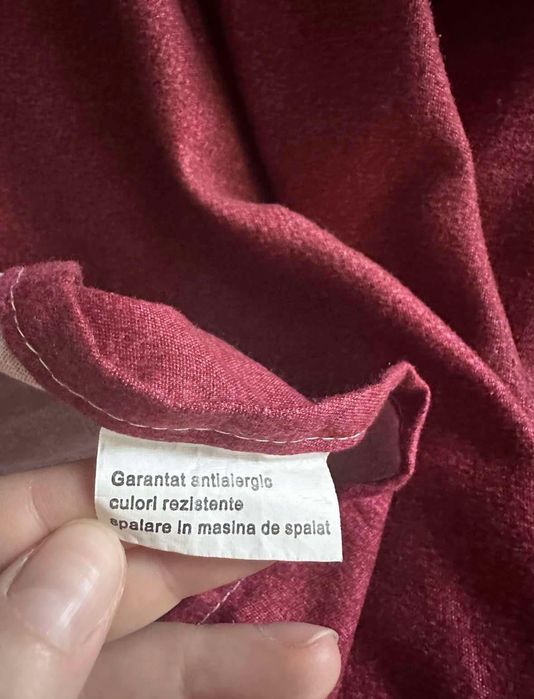 Garantat antialergic
culori rezistente
spalare in masina de spalat